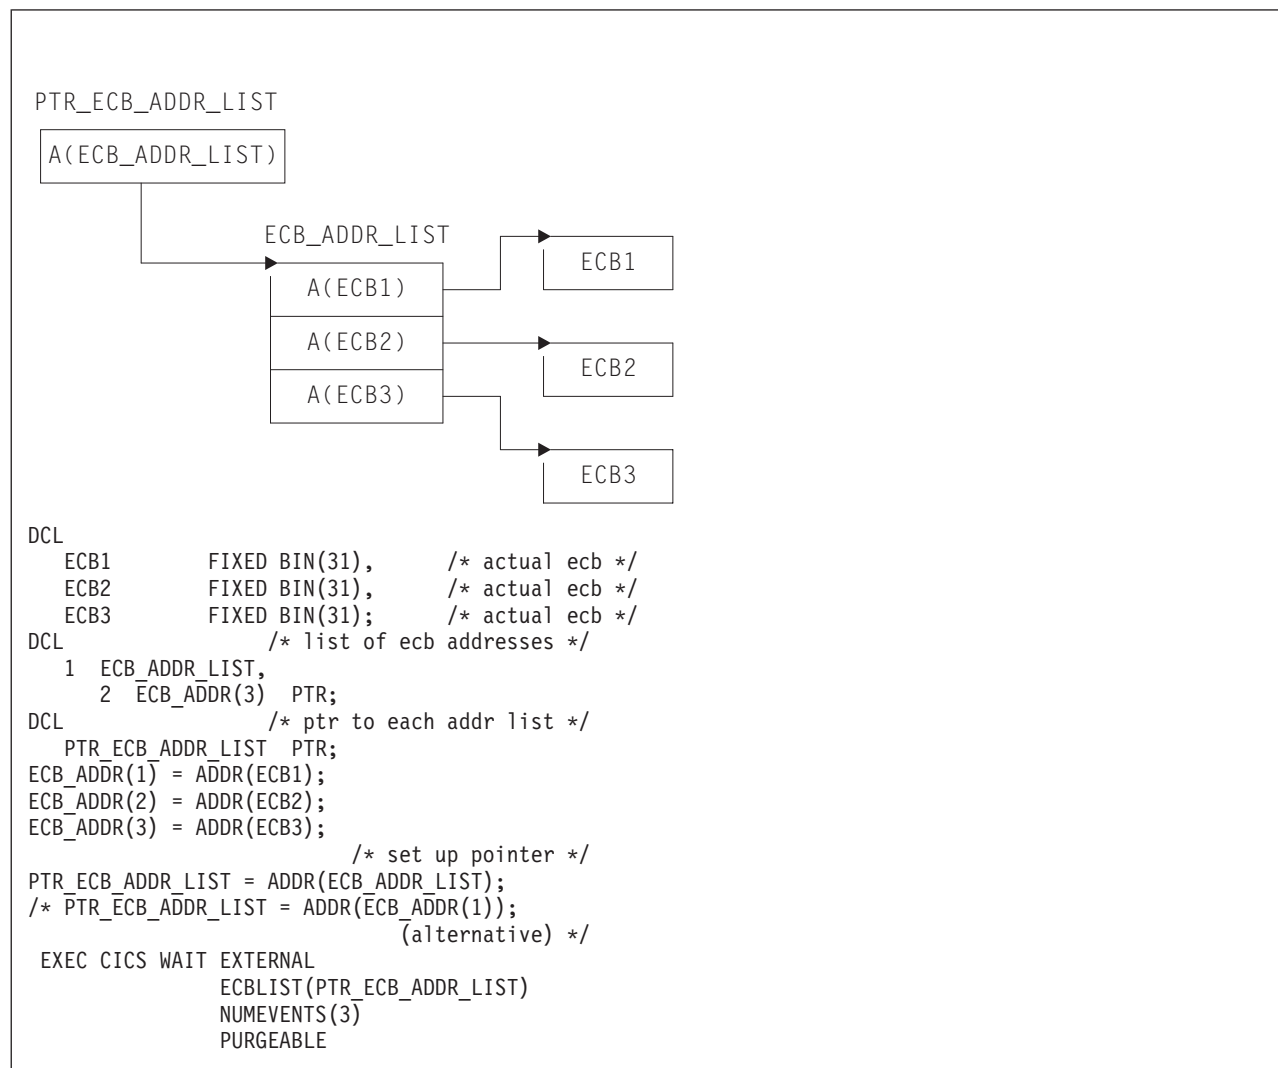 PTR_ECB_ADDR_LIST
A(ECB_ADDR_LIST)
ECB_ADDR_LIST
ECB1
A(ECB1)
A(ECB2)
ECB2
A(ECB3)
ECB3
DCL
   ECB1        FIXED BIN(31),      /* actual ecb */
   ECB2        FIXED BIN(31),      /* actual ecb */
   ECB3        FIXED BIN(31);      /* actual ecb */
DCL                 /* list of ecb addresses */
   1  ECB_ADDR_LIST,
      2  ECB_ADDR(3)  PTR;
DCL                 /* ptr to each addr list */
   PTR_ECB_ADDR_LIST  PTR;
ECB_ADDR(1) = ADDR(ECB1);
ECB_ADDR(2) = ADDR(ECB2);
ECB_ADDR(3) = ADDR(ECB3);
                           /* set up pointer */
PTR_ECB_ADDR_LIST = ADDR(ECB_ADDR_LIST);
/* PTR_ECB_ADDR_LIST = ADDR(ECB_ADDR(1));
                               (alternative) */
 EXEC CICS WAIT EXTERNAL
                ECBLIST(PTR_ECB_ADDR_LIST)
                NUMEVENTS(3)
                PURGEABLE